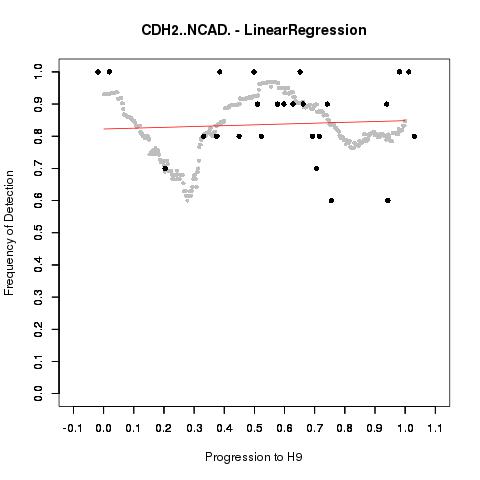 CDH2..NCAD. - LinearRegression
Frequency of Detection
1.0
0.9
0.8
0.7
0.6
0.5
0.4
0.3
0.2
0.1
0.0
-0.1 0.0 0.1 0.2 0.3 0.4 0.5 0.6 0.7 0.8 0.9 1.0 1.1
Progression to H9